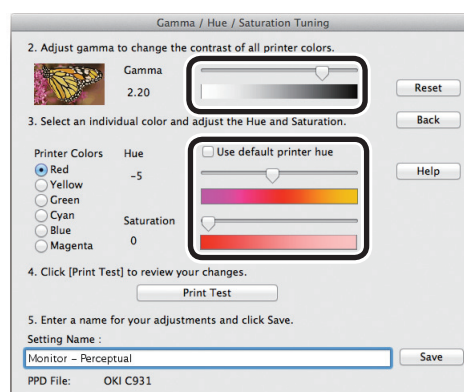 Gamma / Hue / Saturation Tuning
2. Adjust gamma to change the contrast of all printer colors.
Gamma
2.20
Reset
3. Select an individual color and adjust the Hue and Saturation.
Back
Printer Colors
Hue
Use default printer hue
Red
-5
Help
Yellow
Green
Cyan
Saturation
Blue
0
Magenta
4. Click [Print Test] to review your changes.
Print Test
5. Enter a name for your adjustments and click Save.
Setting Name :
Monitor – Perceptual
Save
PPD File: OKI C931